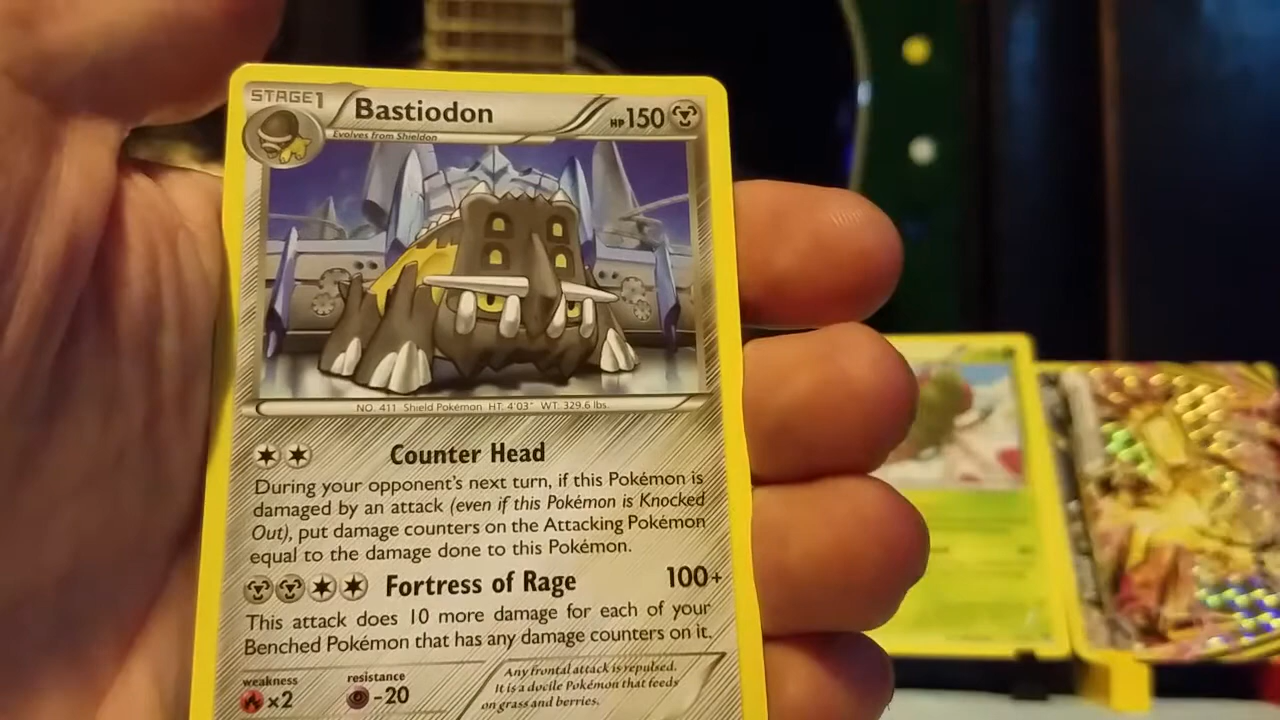 STAGE1
Bastiodon
HP150
Evolves from Shieldon
NO. 411 Shield Pokémon HT. 4'03" WT. 329.6 lbs.
Counter Head
During your opponent's next turn, if this Pokémon is
damaged by an attack (even if this Pokémon is Knocked
Out), put damage counters on the Attacking Pokémon
equal to the damage done to this Pokémon.
Fortress of Rage 100+
This attack does 10 more damage for each of your
Benched Pokémon that has any damage counters on it.
weakness
×2
resistance
-20
Any frontal attack is repulsed.
It is a docile Pokémon that feeds
on grass and berries.